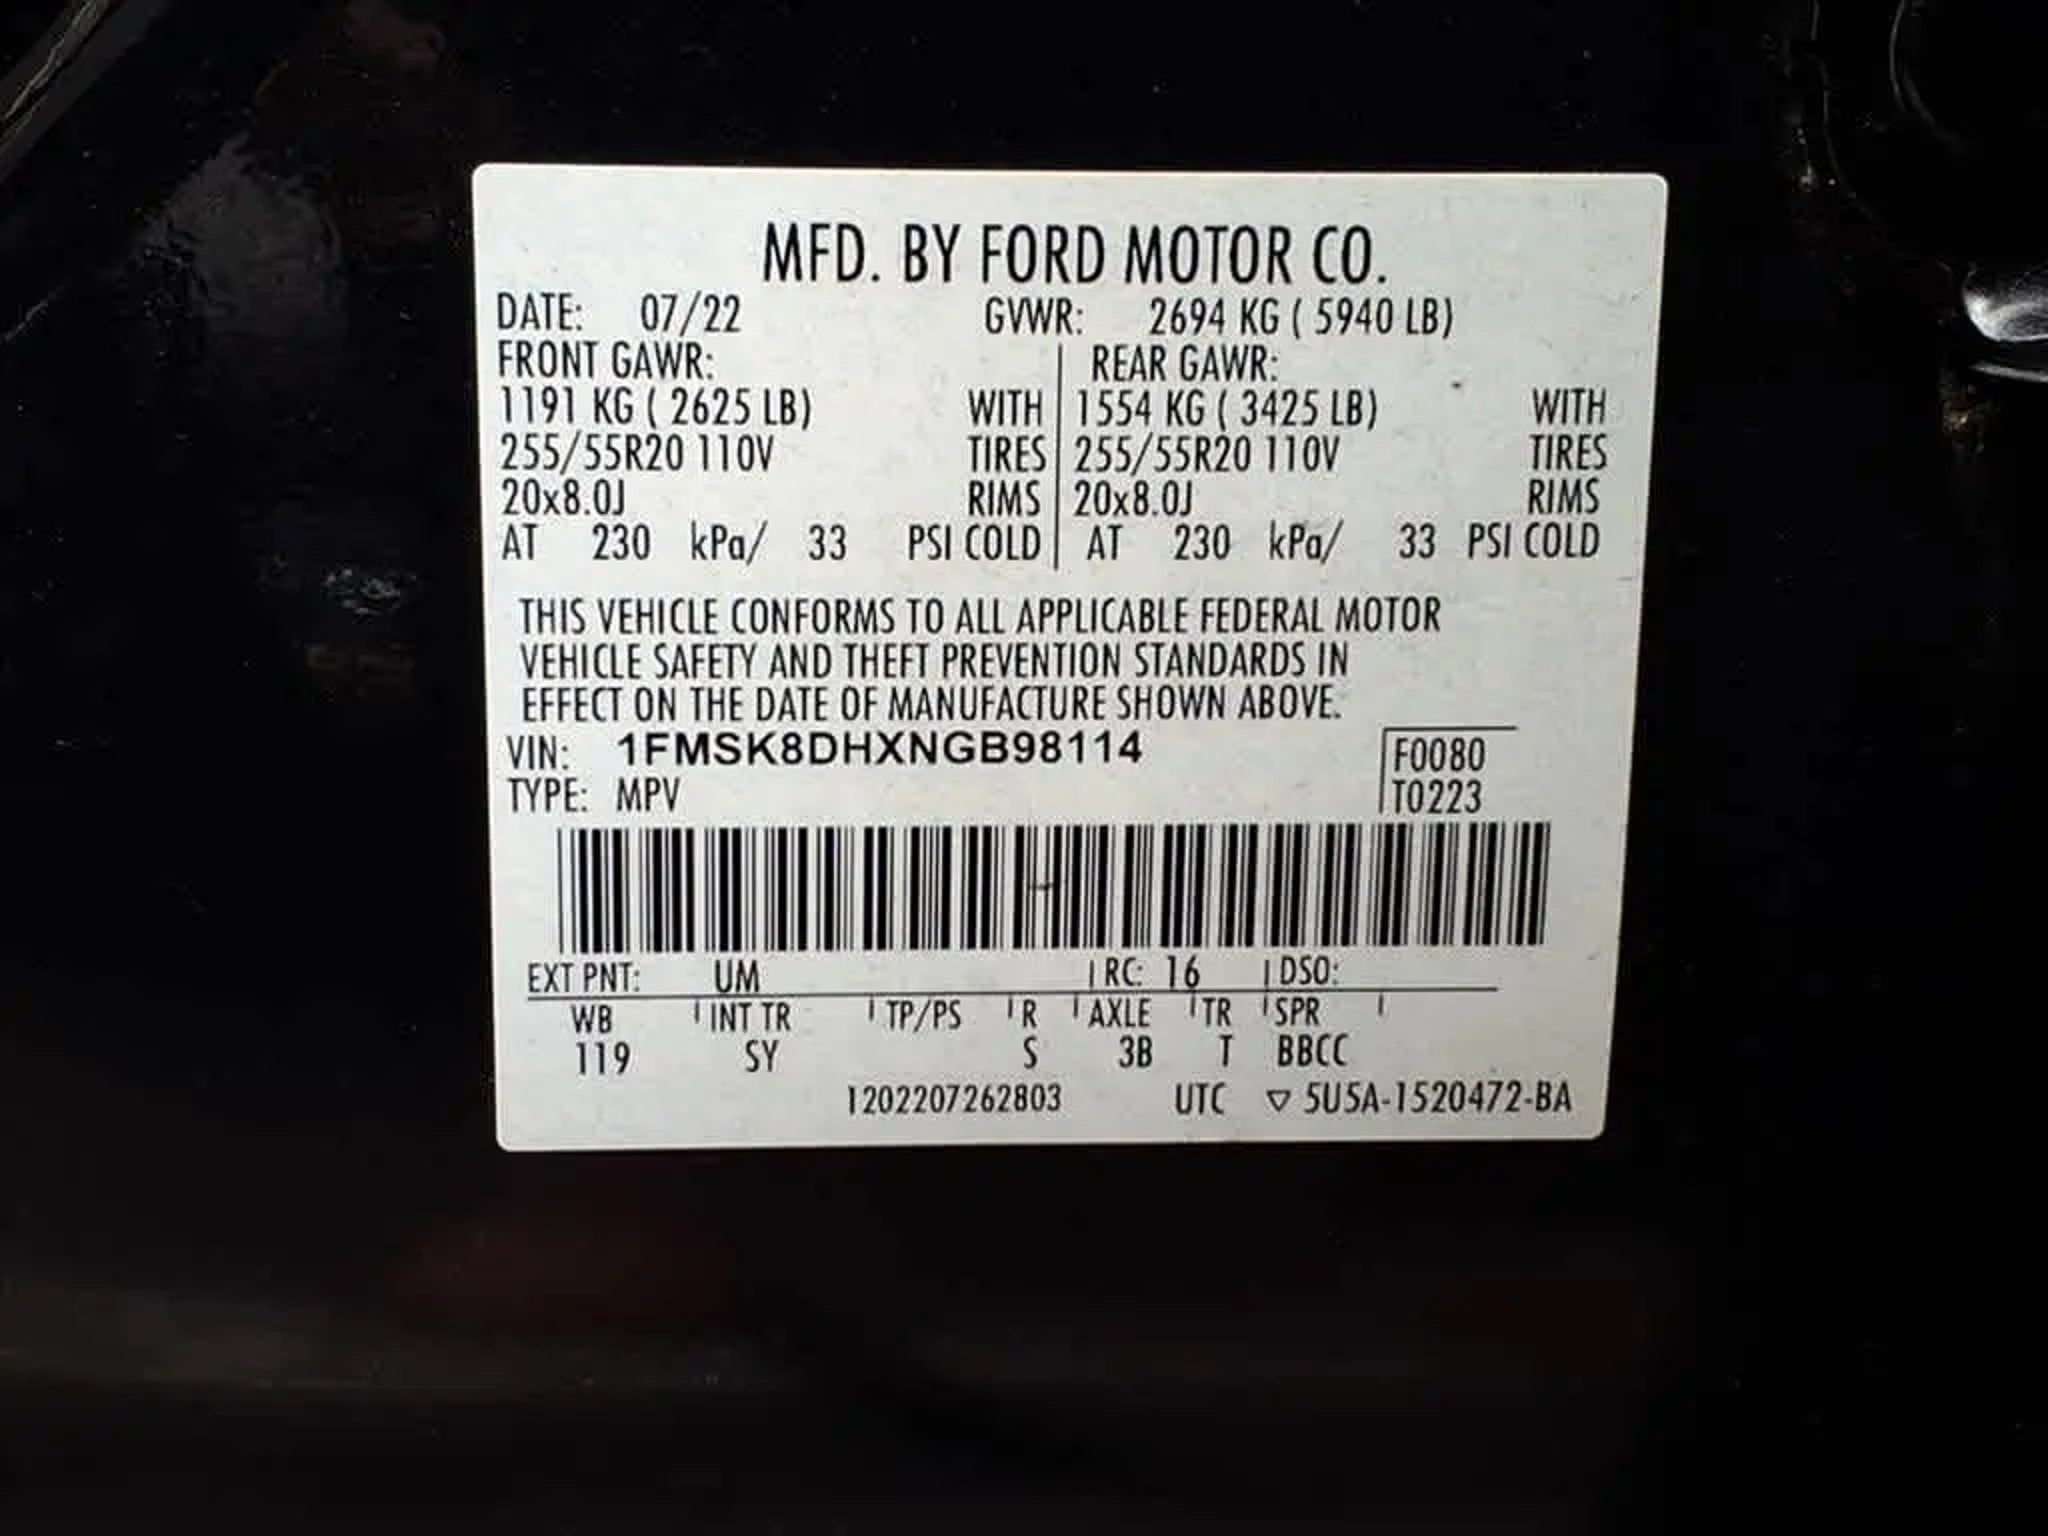 MFD. BY FORD MOTOR CO.
DATE: 07/22 GVWR: 2694 KG ( 5940 LB)
FRONT GAWR: REAR GAWR:
1191 KG ( 2625 LB) WITH 1554 KG ( 3425 LB) WITH
255/55R20 110V TIRES 255/55R20 110V TIRES
20x8.0J RIMS 20x8.0J RIMS
AT 230 kPa/ 33 PSI COLD AT 230 kPa/ 33 PSI COLD
THIS VEHICLE CONFORMS TO ALL APPLICABLE FEDERAL MOTOR
VEHICLE SAFETY AND THEFT PREVENTION STANDARDS IN
EFFECT ON THE DATE OF MANUFACTURE SHOWN ABOVE.
VIN: 1FMSK8DHXNGB98114 F0080
TYPE: MPV T0223
EXT PNT: UM RC: 16 DSO:
WB INT TR TP/PS R AXLE TR SPR
119 SY S 3B T BBCC
1202207262803 UTC ▽ 5U5A-1520472-BA